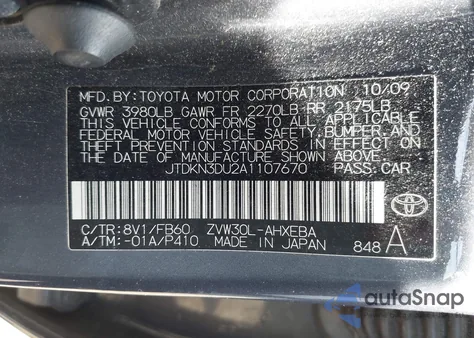 MFD. BY: TOYOTA MOTOR CORPORATION 10/09
GVWR 3980LB GAWR FR 2270LB RR 2175LB
THIS VEHICLE CONFORMS TO ALL APPLICABLE
FEDERAL MOTOR VEHICLE SAFETY, BUMPER, AND
THEFT PREVENTION STANDARDS IN EFFECT ON
THE DATE OF MANUFACTURE SHOWN ABOVE.
JTDKN3DU2A1107670 PASS. CAR
C/TR: 8V1/FB60 ZVW30L-AHXEBA
A/TM: -01A/P410 MADE IN JAPAN 848 A
TOYOTA
autoSnap